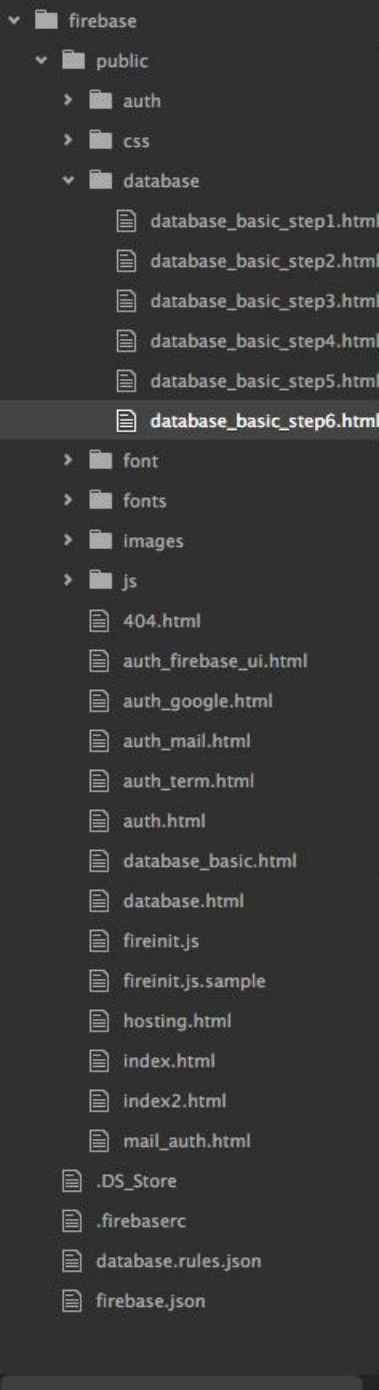 firebase
public
auth
css
database
database_basic_step1.html
database_basic_step2.html
database_basic_step3.html
database_basic_step4.html
database_basic_step5.html
database_basic_step6.html
font
fonts
images
js
404.html
auth_firebase_ui.html
auth_google.html
auth_mail.html
auth_term.html
auth.html
database_basic.html
database.html
fireinit.js
fireinit.js.sample
hosting.html
index.html
index2.html
mail_auth.html
.DS_Store
.firebaserc
database.rules.json
firebase.json